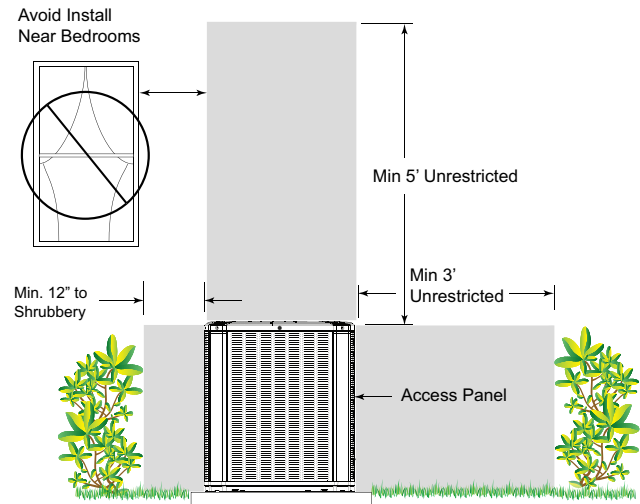 Avoid Install
Near Bedrooms
Min 5’ Unrestricted
Min 3’
Unrestricted
Min. 12” to
Shrubbery
Access Panel